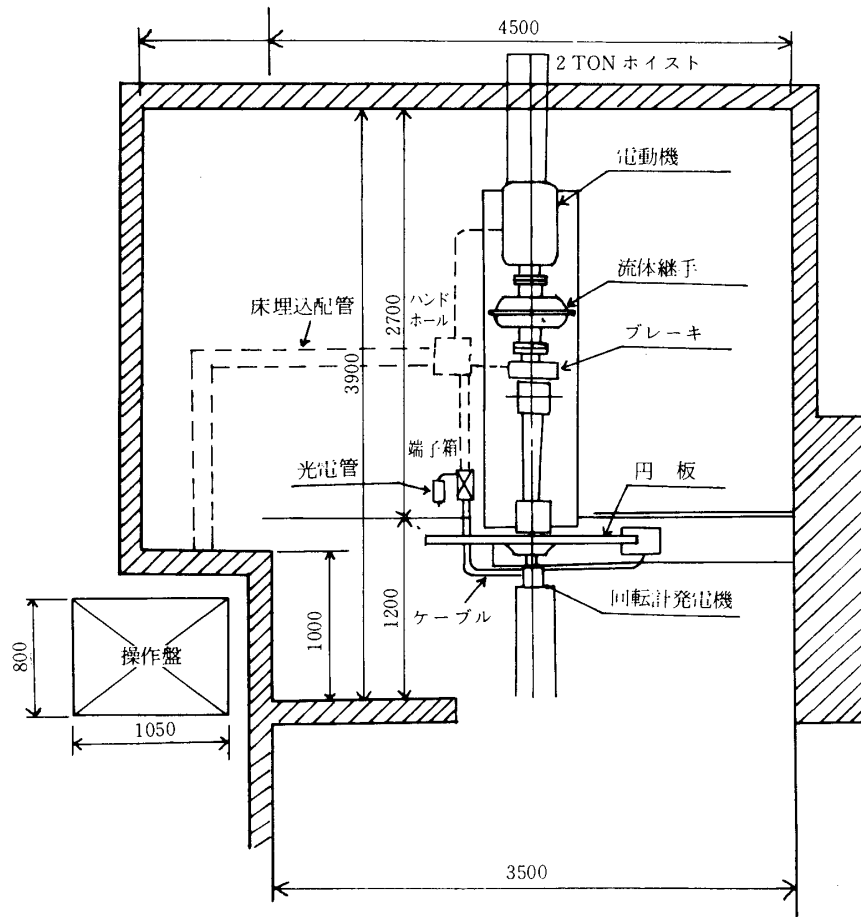 4500
2 TON ホイスト
電動機
流体継手
ハンド
ホール
床埋込配管
2700
ブレーキ
3900
端子箱
光電管
円 板
回転計発電機
ケーブル
1200
1000
操作盤
800
1050
3500